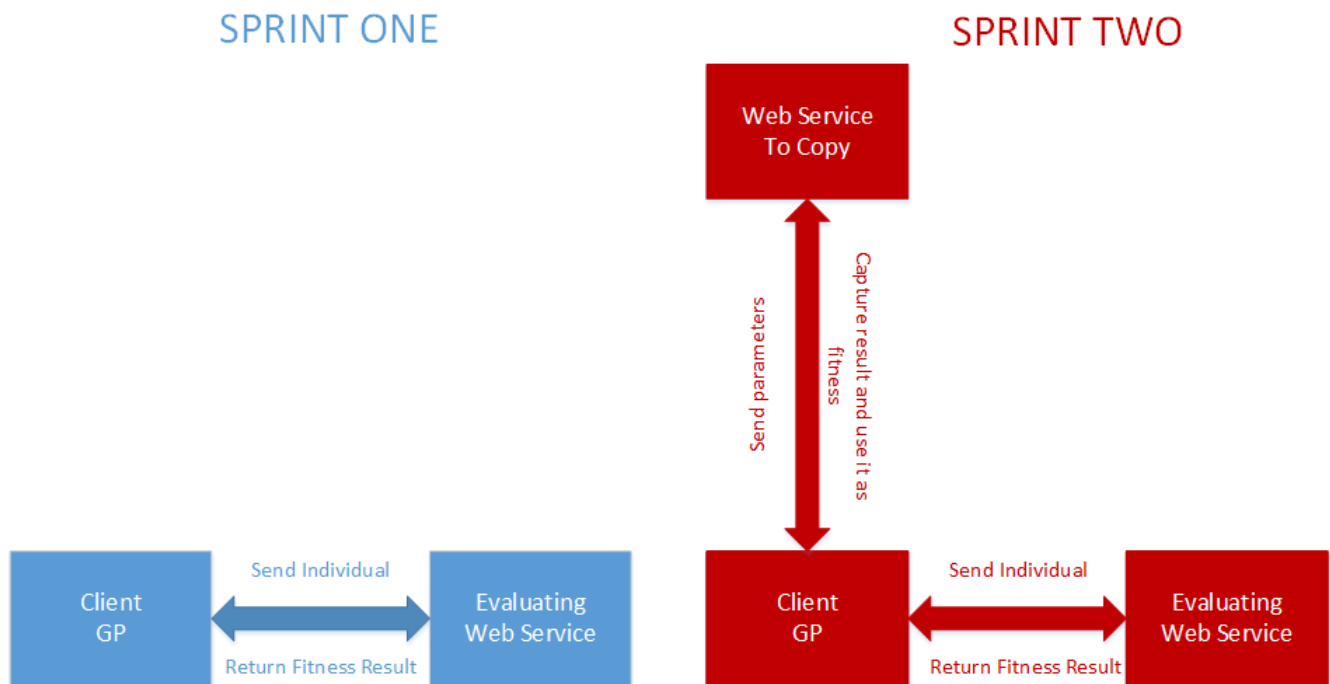 SPRINT ONE
SPRINT TWO
Web Service
To Copy
Send parameters
Capture result and use it as
fitness
Client
GP
Send Individual
Return Fitness Result
Evaluating
Web Service
Client
GP
Send Individual
Return Fitness Result
Evaluating
Web Service